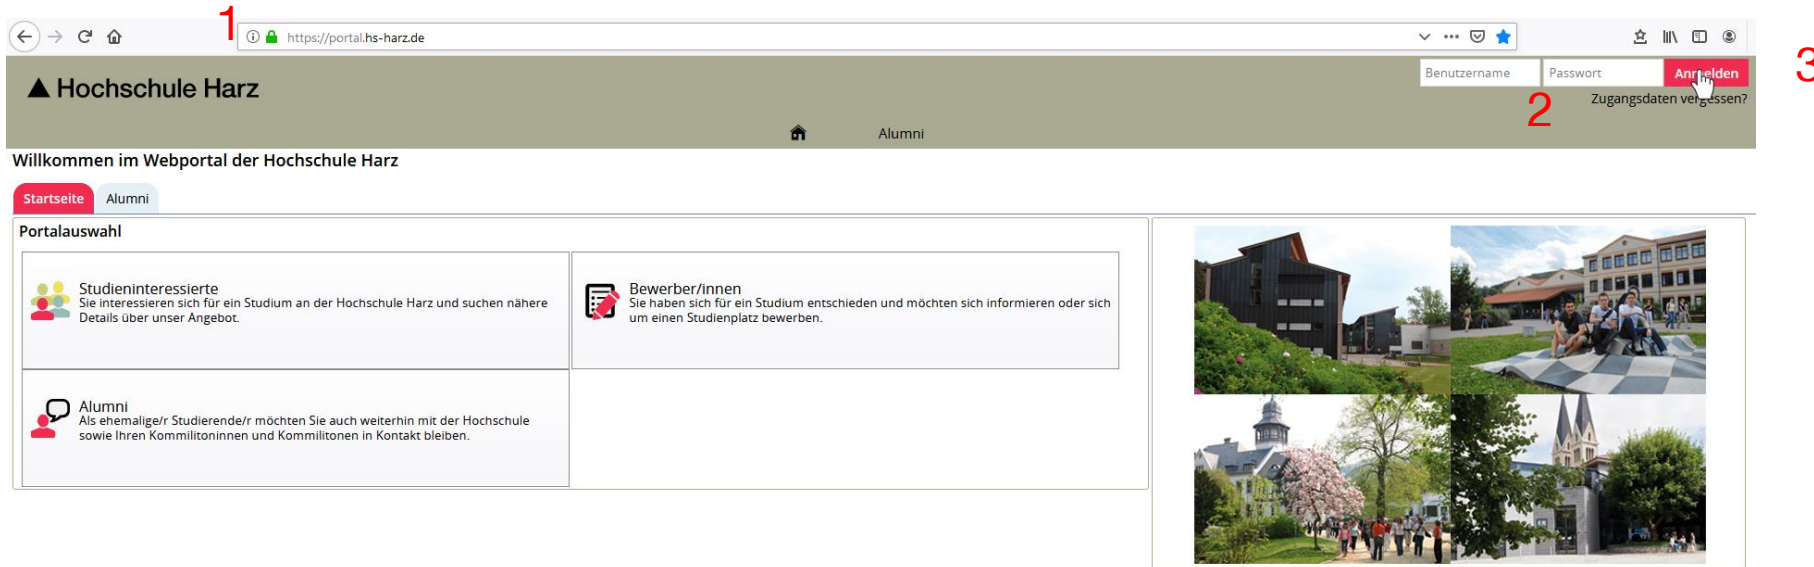 1
https://portal.hs-harz.de
Hochschule Harz
Benutzername
Passwort
Anmelden
3
2
Zugangsdaten vergessen?
Alumni
Willkommen im Webportal der Hochschule Harz
Startseite
Alumni
Portalauswahl
Studieninteressierte
Sie interessieren sich für ein Studium an der Hochschule Harz und suchen nähere
Details über unser Angebot.
Bewerber/innen
Sie haben sich für ein Studium entschieden und möchten sich informieren oder sich
um einen Studienplatz bewerben.
Alumni
Als ehemalige/r Studierende/r möchten Sie auch weiterhin mit der Hochschule
sowie Ihren Kommilitoninnen und Kommilitonen in Kontakt bleiben.